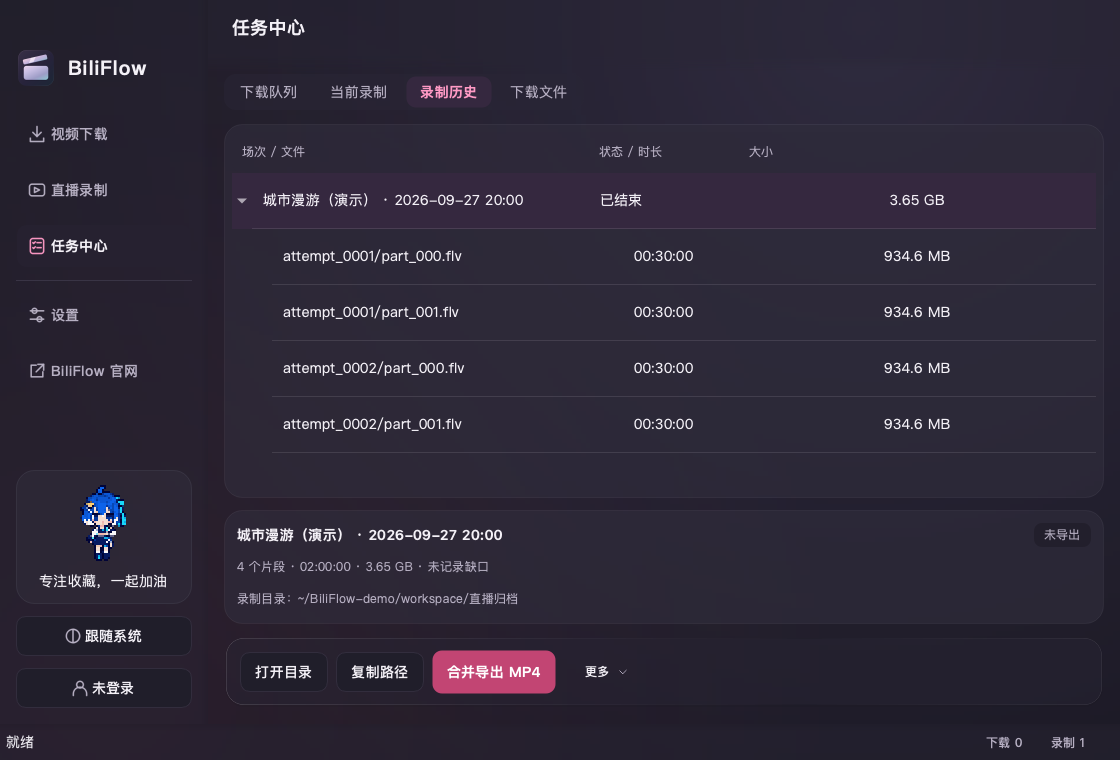 任务中心
BiliFlow
视频下载
直播录制
任务中心
设置
BiliFlow 官网
专注收藏，一起加油
跟随系统
未登录
下载队列 当前录制 录制历史 下载文件
场次 / 文件 状态 / 时长 大小
城市漫游（演示） · 2026-09-27 20:00 已结束 3.65 GB
attempt_0001/part_000.flv 00:30:00 934.6 MB
attempt_0001/part_001.flv 00:30:00 934.6 MB
attempt_0002/part_000.flv 00:30:00 934.6 MB
attempt_0002/part_001.flv 00:30:00 934.6 MB
城市漫游（演示） · 2026-09-27 20:00 未导出
4 个片段 · 02:00:00 · 3.65 GB · 未记录缺口
录制目录：~/BiliFlow-demo/workspace/直播归档
打开目录 复制路径 合并导出 MP4 更多
就绪 下载 0 录制 1